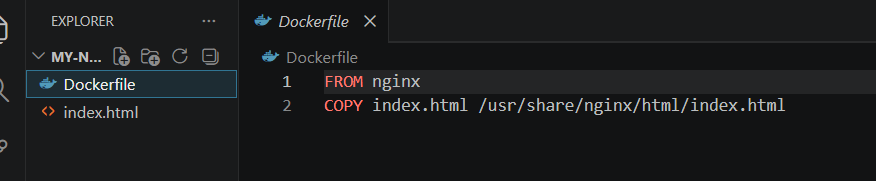 EXPLORER
MY-N...
Dockerfile
index.html
Dockerfile
Dockerfile
1 FROM nginx
2 COPY index.html /usr/share/nginx/html/index.html